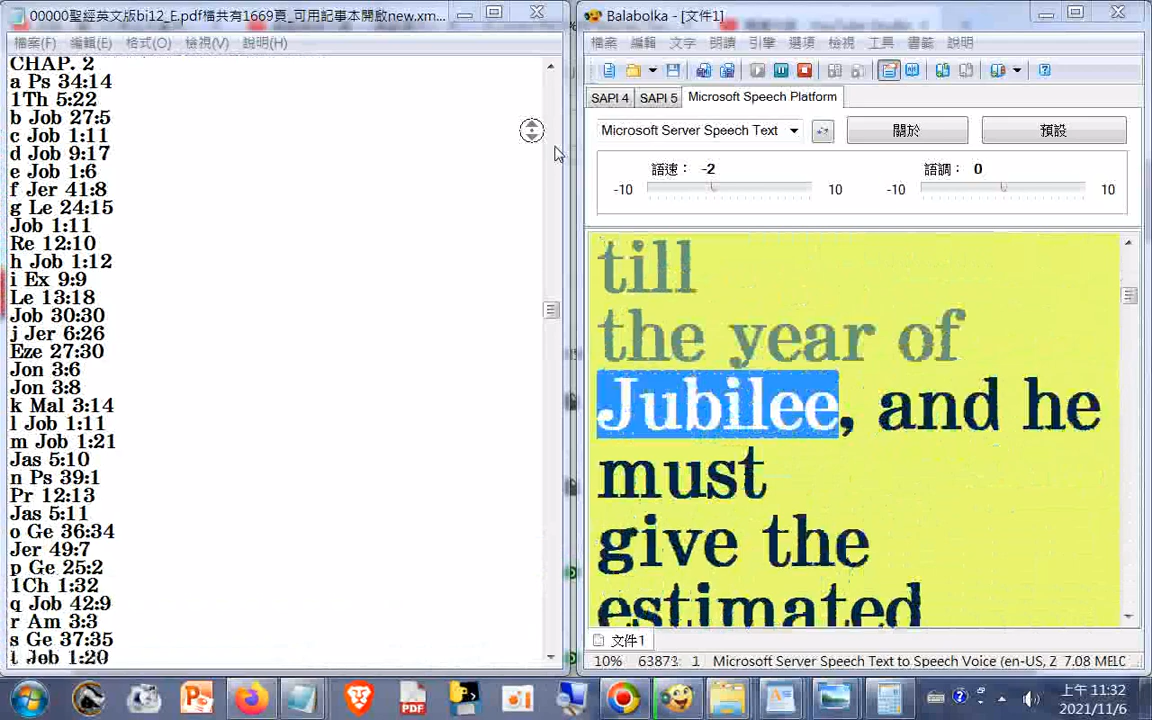 00000聖經英文版bi12_E.pdf檔共有1669頁_可用記事本開啟new.xm...
檔案(F) 編輯(E) 格式(O) 檢視(V) 說明(H)
CHAP. 2
a Ps 34:14
1Th 5:22
b Job 27:5
c Job 1:11
d Job 9:17
e Job 1:6
f Jer 41:8
g Le 24:15
Job 1:11
Re 12:10
h Job 1:12
i Ex 9:9
Le 13:18
Job 30:30
j Jer 6:26
Eze 27:30
Jon 3:6
Jon 3:8
k Mal 3:14
l Job 1:11
m Job 1:21
Jas 5:10
n Ps 39:1
Pr 12:13
Jas 5:11
o Ge 36:34
Jer 49:7
p Ge 25:2
1Ch 1:32
q Job 42:9
r Am 3:3
s Ge 37:35
t Job 1:20
Balabolka - [文件1]
檔案 編輯 文字 朗讀 引擎 選項 檢視 工具 書籤 說明
SAPI 4 SAPI 5 Microsoft Speech Platform
Microsoft Server Speech Text 關於 預設
語速： -2 語調： 0
-10 10 -10 10
till
the year of
Jubilee, and he
must
give the
estimated
文件1
10% 63873: 1 Microsoft Server Speech Text to Speech Voice (en-US, Z 7.08 MELC
上午 11:32
2021/11/6